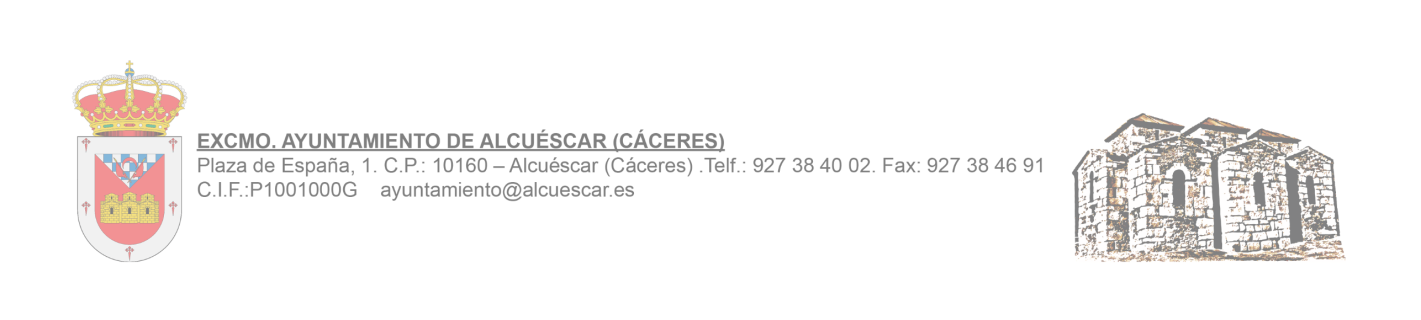 EXCMO. AYUNTAMIENTO DE ALCUÉSCAR (CÁCERES)
Plaza de España, 1. C.P.: 10160 – Alcuéscar (Cáceres) .Telf.: 927 38 40 02. Fax: 927 38 46 91
C.I.F.:P1001000G    ayuntamiento@alcuescar.es